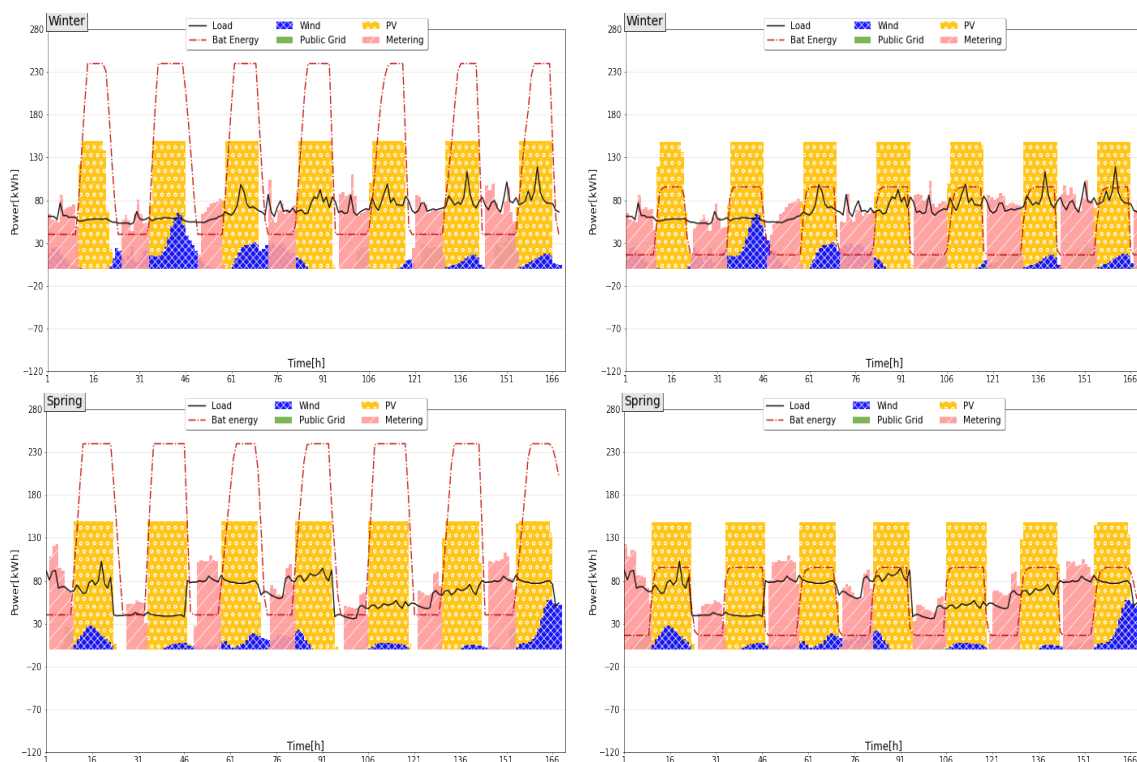 Winter
Load Wind PV
Bat Energy Public Grid Metering
Power[kWh]
280
230
180
130
80
30
−20
−70
−120
1 16 31 46 61 76 91 106 121 136 151 166
Time[h]
Winter
Load Wind PV
Bat Energy Public Grid Metering
Power[kWh]
280
230
180
130
80
30
−20
−70
−120
1 16 31 46 61 76 91 106 121 136 151 166
Time[h]
Spring
Load Wind PV
Bat energy Public Grid Metering
Power[kWh]
280
230
180
130
80
30
−20
−70
−120
1 16 31 46 61 76 91 106 121 136 151 166
Time[h]
Spring
Load Wind PV
Bat energy Public Grid Metering
Power[kWh]
280
230
180
130
80
30
−20
−70
−120
1 16 31 46 61 76 91 106 121 136 151 166
Time[h]